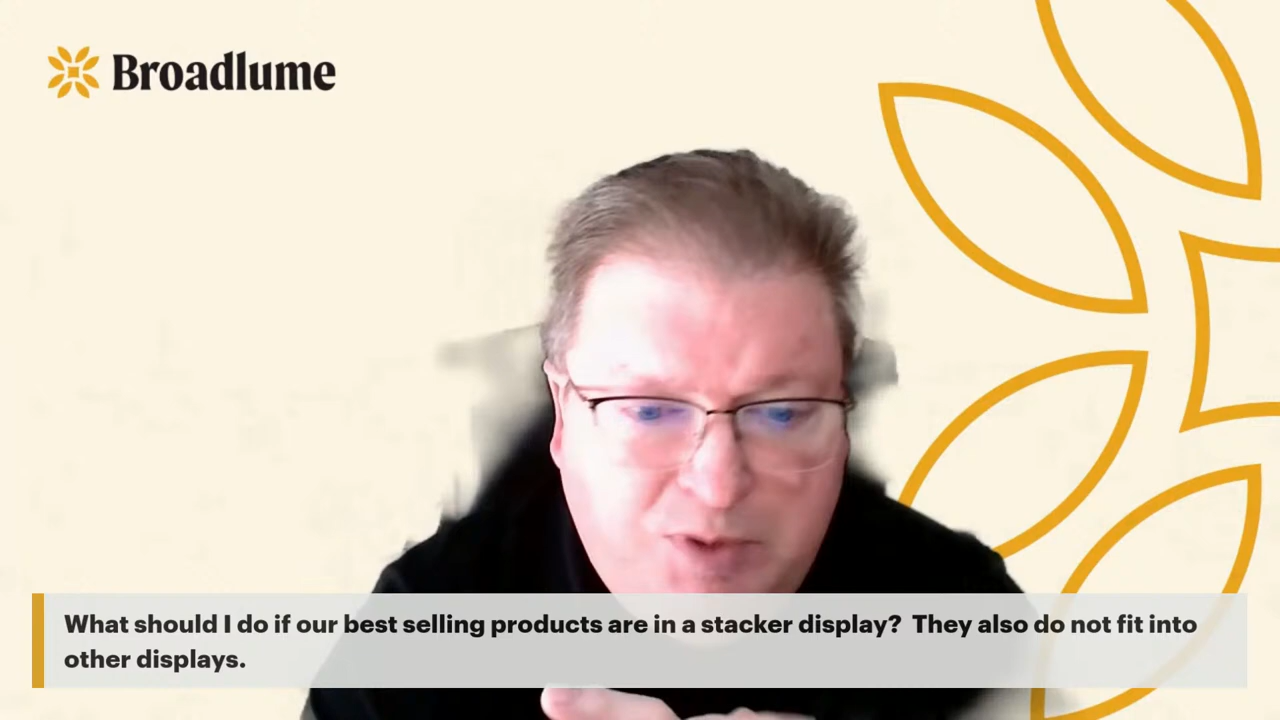 Broadlume
What should I do if our best selling products are in a stacker display?  They also do not fit into
other displays.